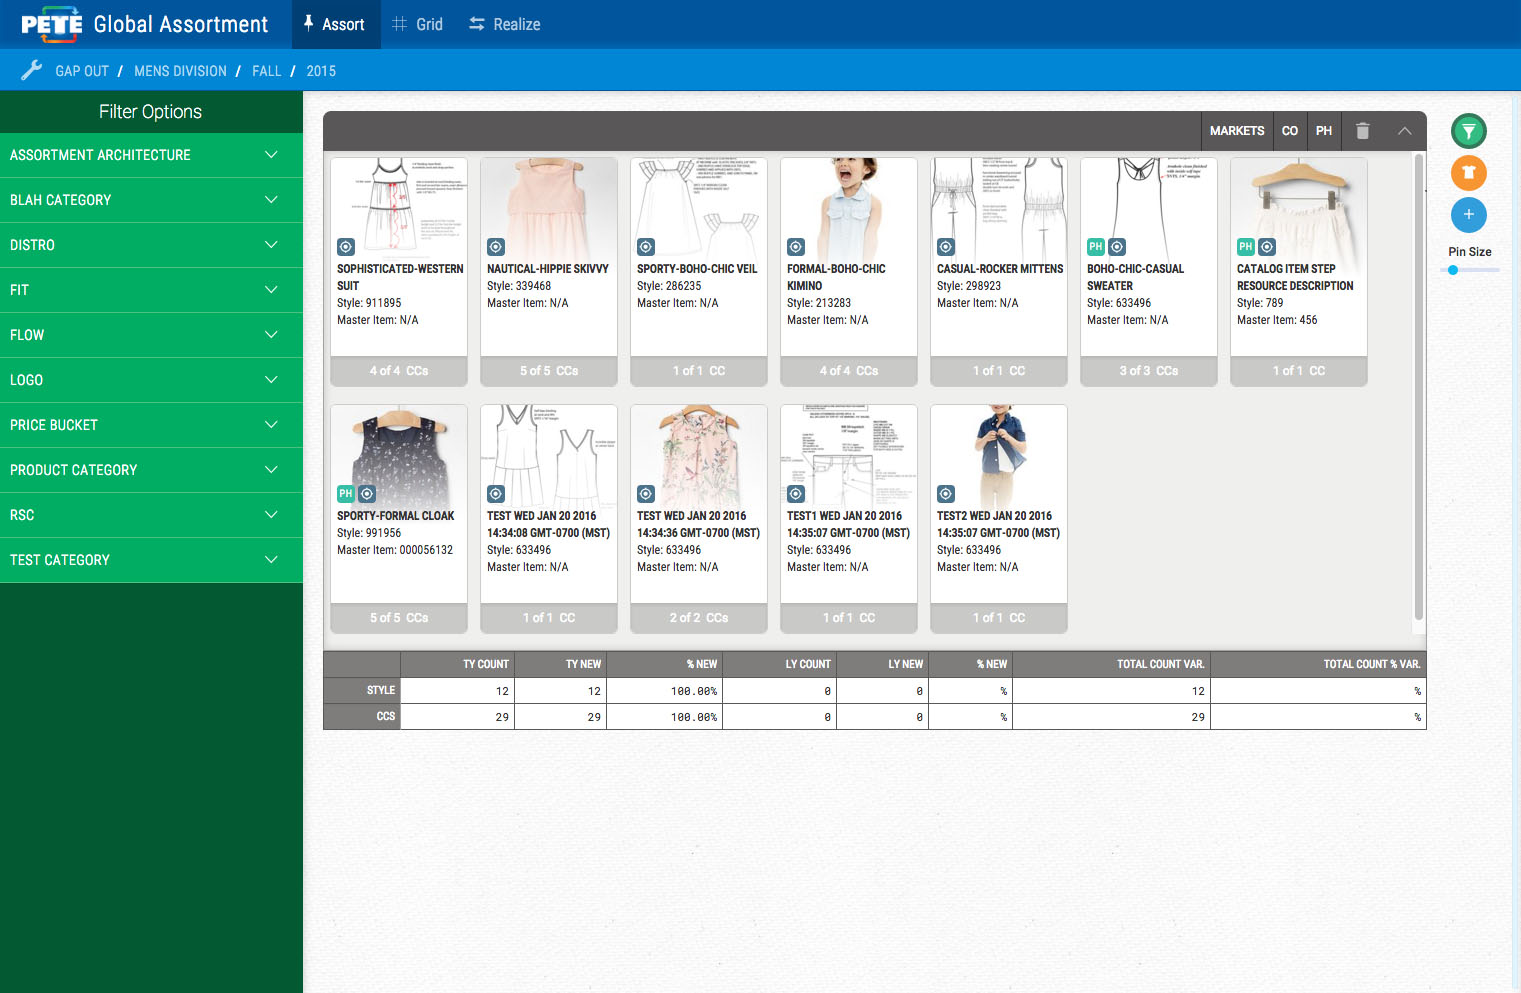 PETE Global Assortment Assort Grid Realize
GAP OUT / MENS DIVISION / FALL / 2015
Filter Options
ASSORTMENT ARCHITECTURE
BLAH CATEGORY
DISTRO
FIT
FLOW
LOGO
PRICE BUCKET
PRODUCT CATEGORY
RSC
TEST CATEGORY
MARKETS CO PH
Pin Size
SOPHISTICATED-WESTERN
SUIT
Style: 911895
Master Item: N/A
4 of 4 CCs
NAUTICAL-HIPPIE SKIVVY
Style: 339468
Master Item: N/A
5 of 5 CCs
SPORTY-BOHO-CHIC VEIL
Style: 286235
Master Item: N/A
1 of 1 CC
FORMAL-BOHO-CHIC
KIMINO
Style: 213283
Master Item: N/A
4 of 4 CCs
CASUAL-ROCKER MITTENS
Style: 298923
Master Item: N/A
1 of 1 CC
PH
BOHO-CHIC-CASUAL
SWEATER
Style: 633496
Master Item: N/A
3 of 3 CCs
PH
CATALOG ITEM STEP
RESOURCE DESCRIPTION
Style: 789
Master Item: 456
1 of 1 CC
PH
SPORTY-FORMAL CLOAK
Style: 991956
Master Item: 000056132
5 of 5 CCs
TEST WED JAN 20 2016
14:34:08 GMT-0700 (MST)
Style: 633496
Master Item: N/A
1 of 1 CC
TEST WED JAN 20 2016
14:34:36 GMT-0700 (MST)
Style: 633496
Master Item: N/A
2 of 2 CCs
TEST1 WED JAN 20 2016
14:35:07 GMT-0700 (MST)
Style: 633496
Master Item: N/A
1 of 1 CC
TEST2 WED JAN 20 2016
14:35:07 GMT-0700 (MST)
Style: 633496
Master Item: N/A
1 of 1 CC
TY COUNT TY NEW % NEW LY COUNT LY NEW % NEW TOTAL COUNT VAR. TOTAL COUNT % VAR.
STYLE 12 12 100.00% 0 0 % 12 %
CCS 29 29 100.00% 0 0 % 29 %